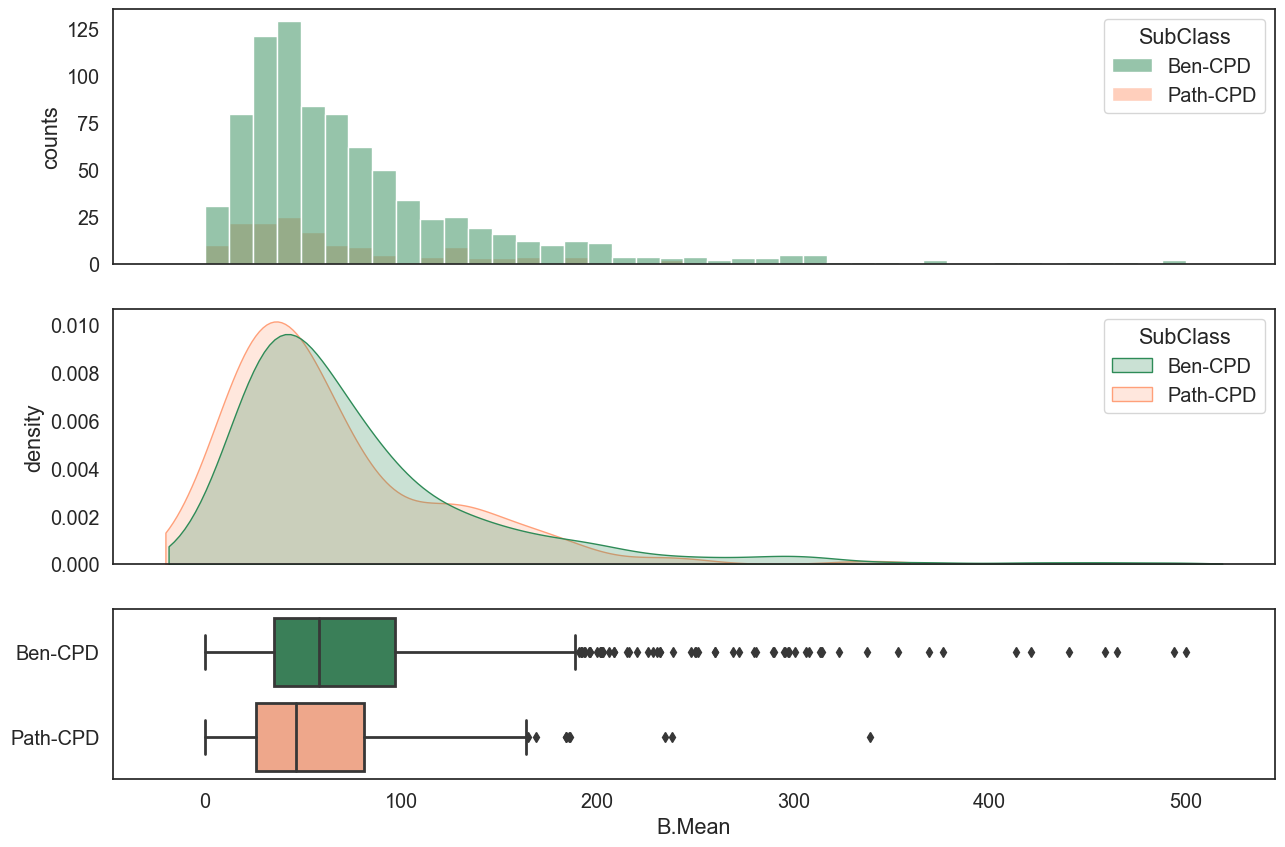 125
100
75
50
25
0
counts
SubClass
Ben-CPD
Path-CPD
0.010
0.008
0.006
0.004
0.002
0.000
density
SubClass
Ben-CPD
Path-CPD
Ben-CPD
Path-CPD
0 100 200 300 400 500
B.Mean